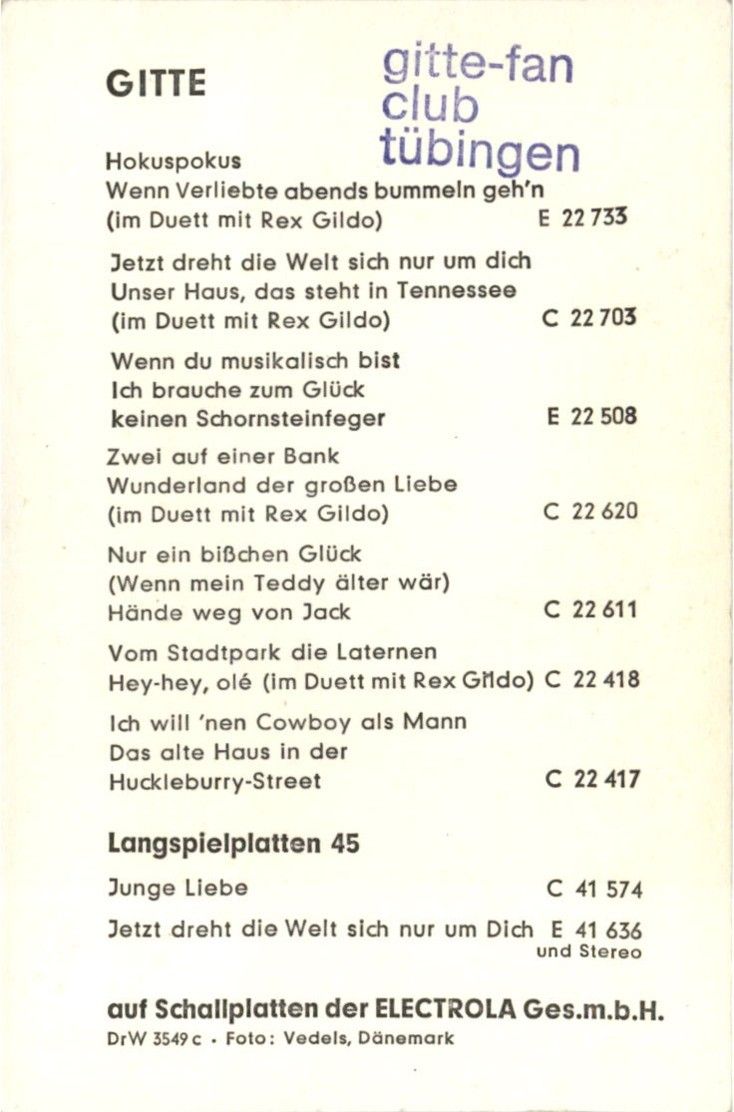 GITTE
gitte-fan
club
tübingen
Hokuspokus
Wenn Verliebte abends bummeln geh'n
(im Duett mit Rex Gildo) E 22 733
Jetzt dreht die Welt sich nur um dich
Unser Haus, das steht in Tennessee
(im Duett mit Rex Gildo) C 22 703
Wenn du musikalisch bist
Ich brauche zum Glück
keinen Schornsteinfeger E 22 508
Zwei auf einer Bank
Wunderland der großen Liebe
(im Duett mit Rex Gildo) C 22 620
Nur ein bißchen Glück
(Wenn mein Teddy älter wär)
Hände weg von Jack C 22 611
Vom Stadtpark die Laternen
Hey-hey, olé (im Duett mit Rex Gildo) C 22 418
Ich will 'nen Cowboy als Mann
Das alte Haus in der
Huckleburry-Street C 22 417
Langspielplatten 45
Junge Liebe C 41 574
Jetzt dreht die Welt sich nur um Dich E 41 636
und Stereo
auf Schallplatten der ELECTROLA Ges.m.b.H.
DrW 3549 c · Foto: Vedels, Dänemark